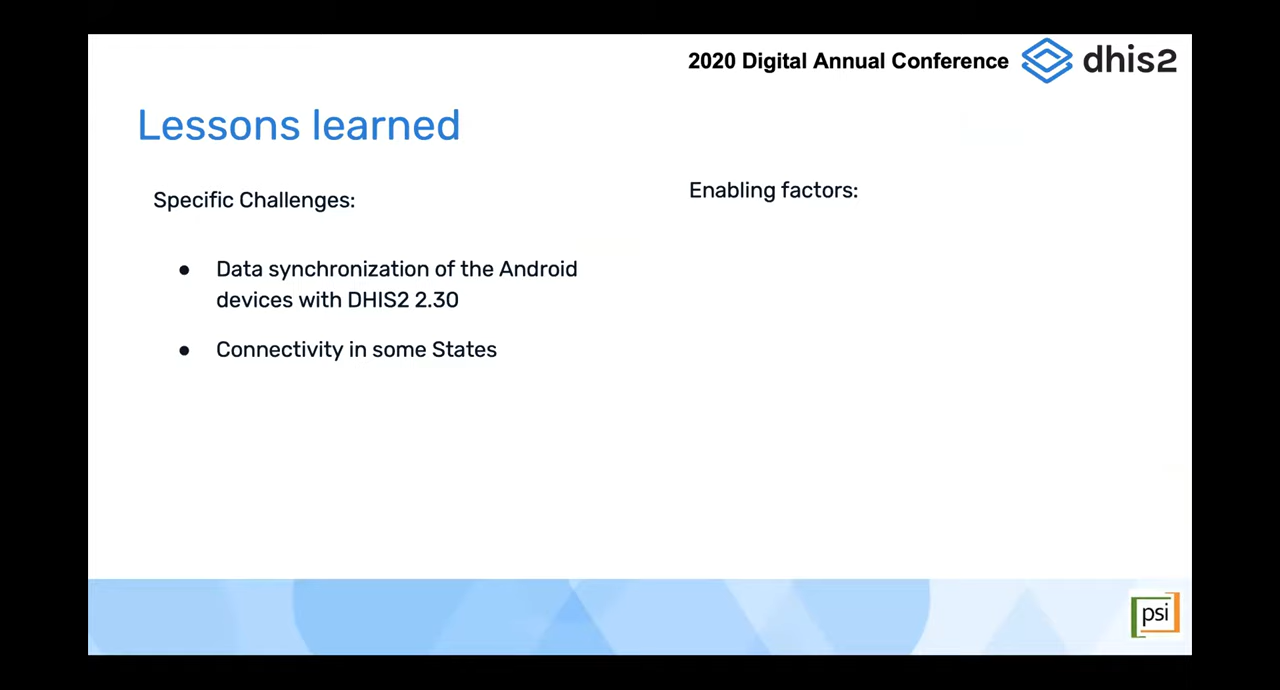 2020 Digital Annual Conference dhis2
Lessons learned
Specific Challenges:
● Data synchronization of the Android
devices with DHIS2 2.30
● Connectivity in some States
Enabling factors:
psi